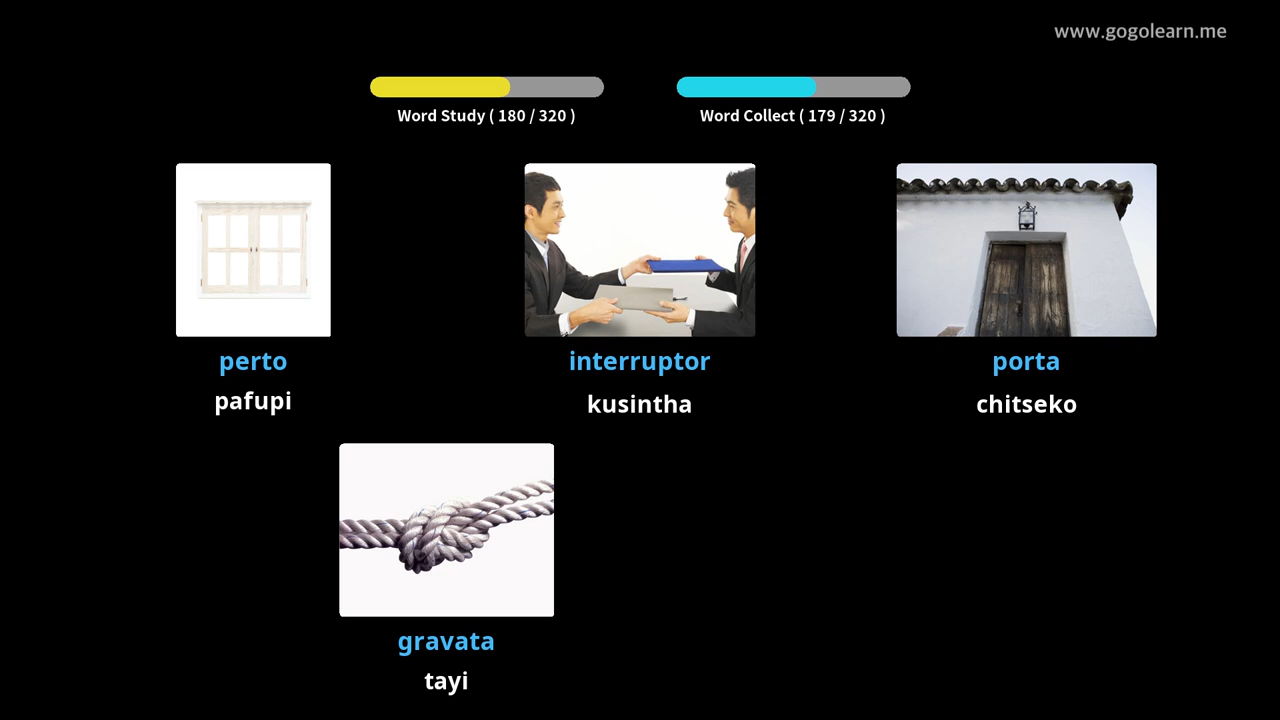 www.gogolearn.me
Word Study ( 180 / 320 )
Word Collect ( 179 / 320 )
perto
pafupi
interruptor
kusintha
porta
chitseko
gravata
tayi